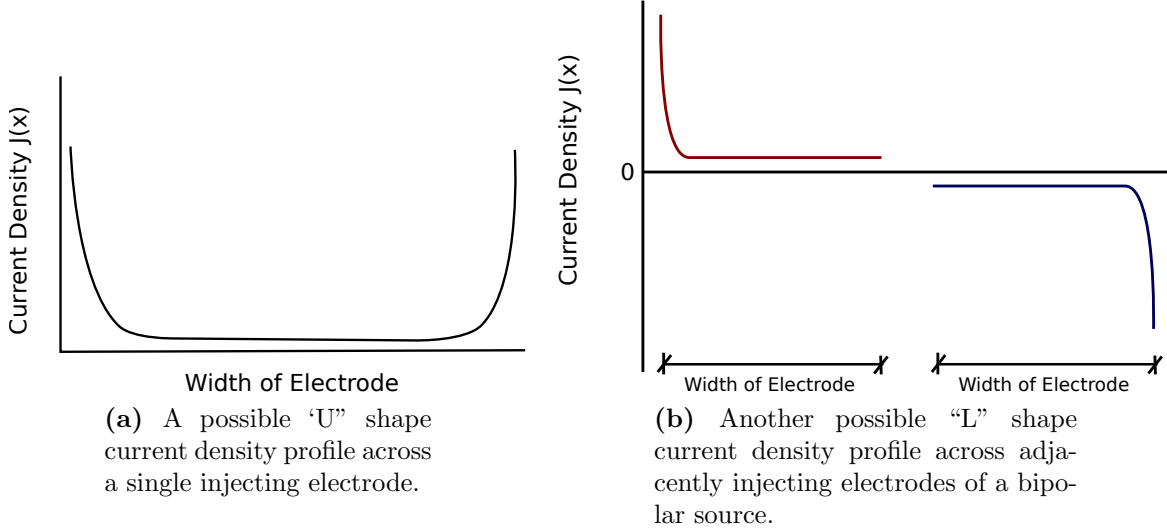 Current Density J(x)
Width of Electrode
(a) A possible ‘U” shape
current density profile across
a single injecting electrode.
Current Density J(x)
0
Width of Electrode
Width of Electrode
(b) Another possible “L” shape
current density profile across adja-
cently injecting electrodes of a bipo-
lar source.